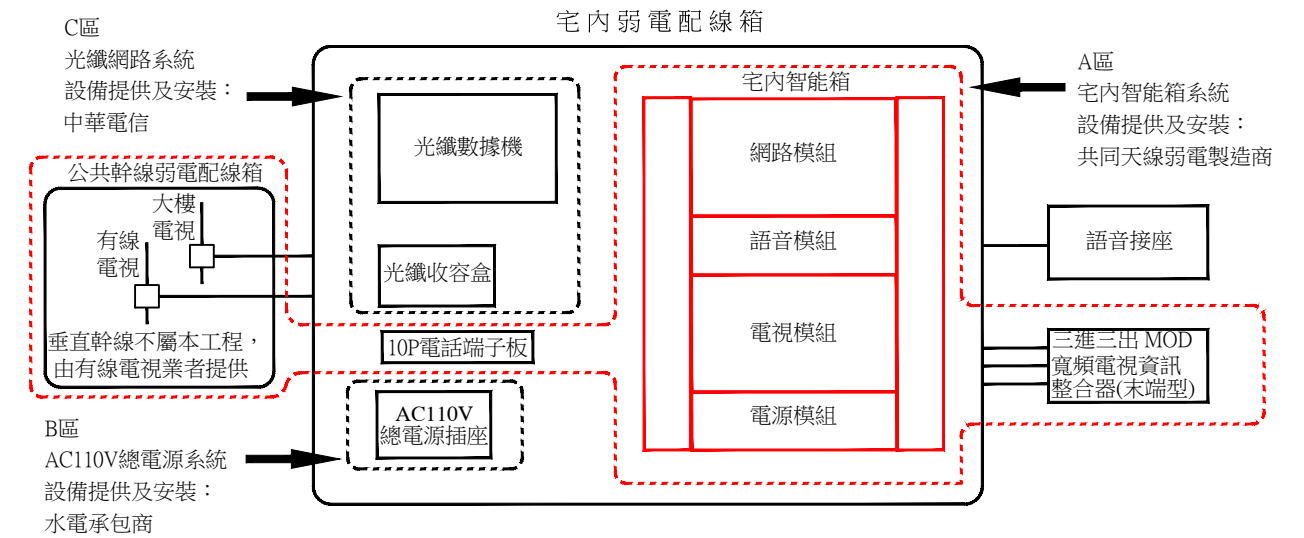 宅內弱電配線箱
C區
光纖網路系統
設備提供及安裝：
中華電信
A區
宅內智能箱系統
設備提供及安裝：
共同天線弱電製造商
宅內智能箱
網路模組
語音模組
電視模組
電源模組
光纖數據機
光纖收容盒
10P電話端子板
AC110V
總電源插座
公共幹線弱電配線箱
大樓
電視
有線
電視
垂直幹線不屬本工程，
由有線電視業者提供
語音接座
三進三出 MOD
寬頻電視資訊
整合器(末端型)
B區
AC110V總電源系統
設備提供及安裝：
水電承包商